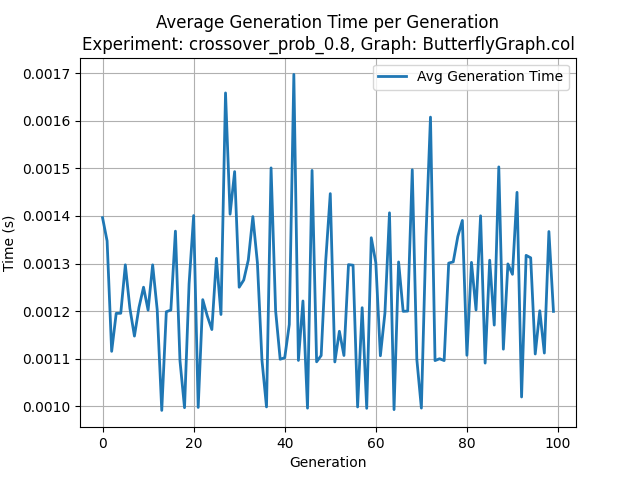 Average Generation Time per Generation
Experiment: crossover_prob_0.8, Graph: ButterflyGraph.col
Avg Generation Time
0.0017
0.0016
0.0015
0.0014
0.0013
0.0012
0.0011
0.0010
Time (s)
0 20 40 60 80 100
Generation